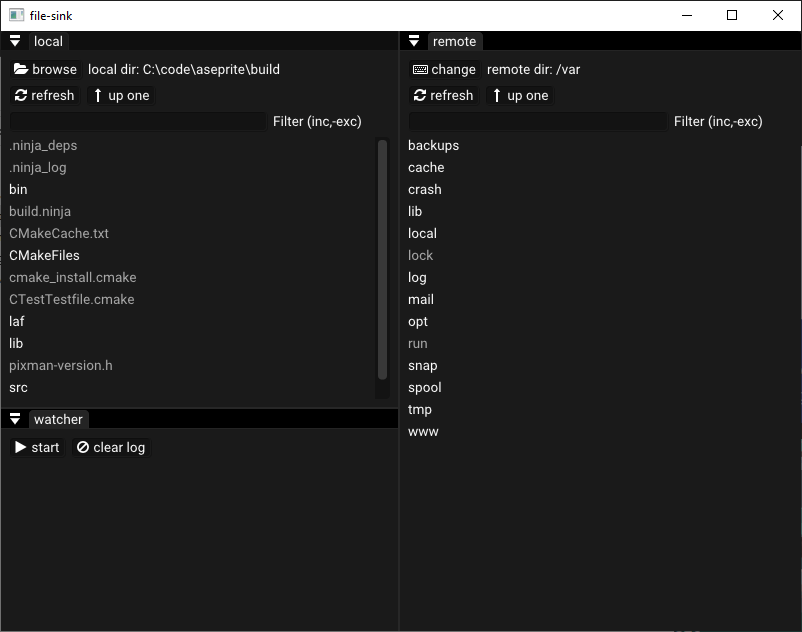 file-sink
local
browse local dir: C:\code\aseprite\build
refresh up one
Filter (inc,-exc)
.ninja_deps
.ninja_log
bin
build.ninja
CMakeCache.txt
CMakeFiles
cmake_install.cmake
CTestTestfile.cmake
laf
lib
pixman-version.h
src
watcher
start clear log
remote
change remote dir: /var
refresh up one
Filter (inc,-exc)
backups
cache
crash
lib
local
lock
log
mail
opt
run
snap
spool
tmp
www